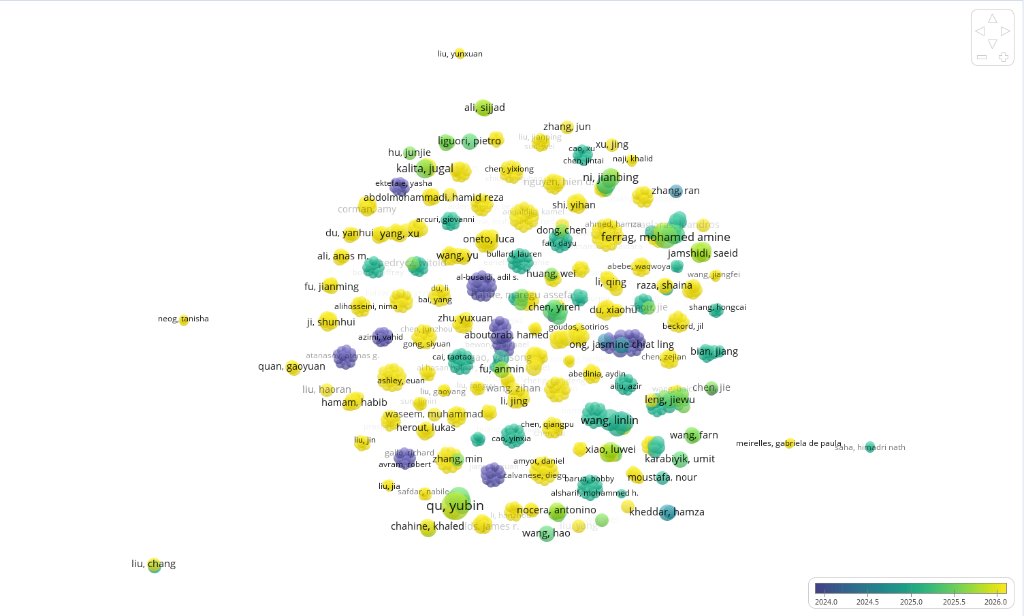 liu, yunxuan
ali, sijjad
zhang, jun
liguori, pietro
xu, jing
cao, xu
hu, junjie
chen, jintai
naji, khalid
kalita, jugal
chen, yixiong
ni, jianbing
ektefaie, yasha
nguyen, hien d.
zhang, ran
abdolmohammadi, hamid reza
shi, yihan
corman, amy
arcuri, giovanni
ahmed, hamza
du, yanhui
yang, xu
dong, chen
ferrag, mohamed amine
oneto, luca
fan, dayu
ali, anas m.
wang, yu
bullard, lauren
jamshidi, saeid
abebe, waqwoya
al-busaidi, adil s.
huang, wei
wang, jiangfei
fu, jianming
du, li
li, qing
raza, shaina
bai, yang
alihosseini, nima
chen, yiren
du, xiaohu
shang, hongcai
ji, shunhui
zhu, yuxuan
goudos, sotirios
beckord, jil
neog, tanisha
chen, junzhou
azimi, vahid
gong, siyuan
aboutorab, hamed
ong, jasmine chiat ling
bian, jiang
cai, taotao
chen, zejian
quan, gaoyuan
fu, anmin
abedinia, aydin
ashley, euan
aliu, azir
liu, haoran
liu, gaoyang
wang, zihan
chen, jie
hamam, habib
li, jing
leng, jiewu
waseem, muhammad
wang, linlin
herout, lukas
chen, qiangpu
liu, jin
cao, yinxia
wang, farn
meirelles, gabriela de paula
saha, himadri nath
xiao, luwei
avram, robert
zhang, min
amyot, daniel
karabiyik, umit
calvanese, diego
barua, bobby
moustafa, nour
liu, jia
safdar, nabile
alsharif, mohammed h.
qu, yubin
nocera, antonino
kheddar, hamza
chahine, khaled
wang, hao
liu, chang
2024.0
2024.5
2025.0
2025.5
2026.0